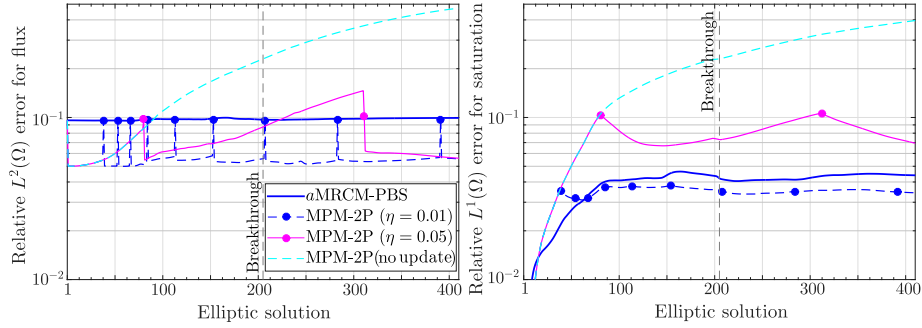 Relative L²(Ω) error for flux
10⁻¹
10⁻²
1
100
200
300
400
Elliptic solution
Breakthrough
aMRCM-PBS
MPM-2P (η = 0.01)
MPM-2P (η = 0.05)
MPM-2P(no update)
Relative L¹(Ω) error for saturation
10⁻¹
10⁻²
1
100
200
300
400
Elliptic solution
Breakthrough